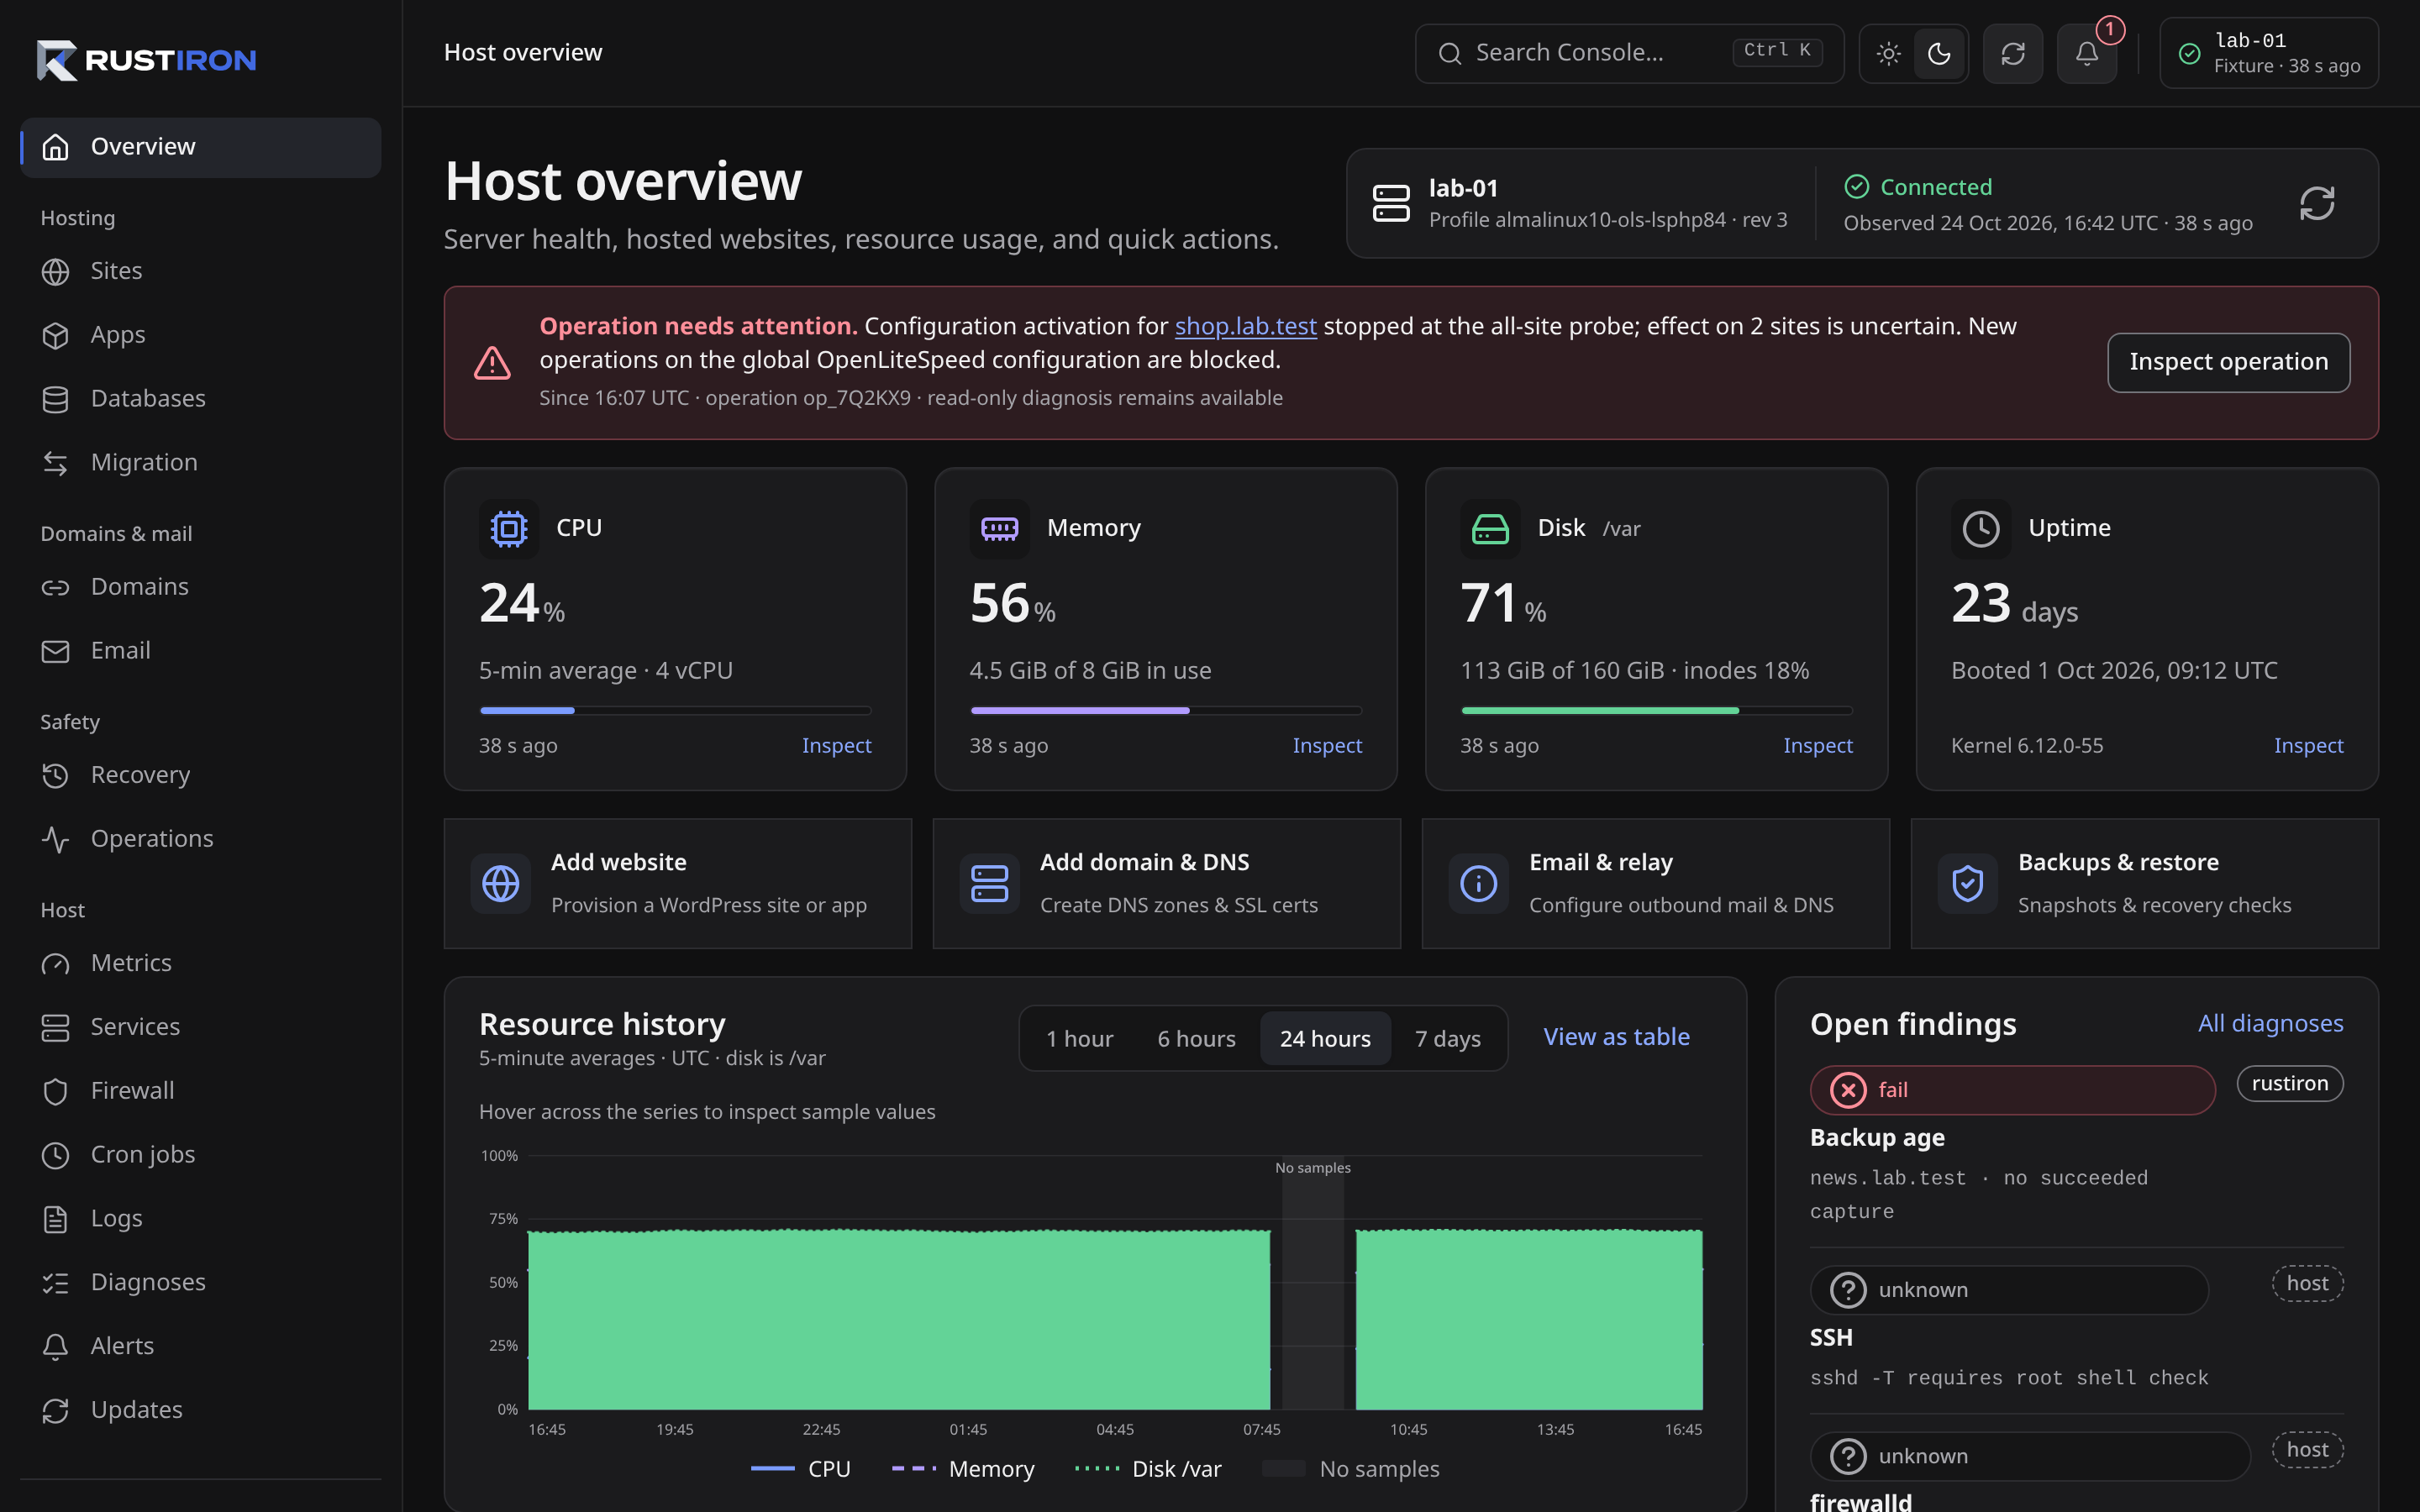 RUSTIRON
Overview
Hosting
Sites
Apps
Databases
Migration
Domains & mail
Domains
Email
Safety
Recovery
Operations
Host
Metrics
Services
Firewall
Cron jobs
Logs
Diagnoses
Alerts
Updates
Host overview
Search Console...
Ctrl K
1
lab-01
Fixture · 38 s ago
Host overview
Server health, hosted websites, resource usage, and quick actions.
lab-01
Profile almalinux10-ols-lsphp84 · rev 3
Connected
Observed 24 Oct 2026, 16:42 UTC · 38 s ago
Operation needs attention. Configuration activation for shop.lab.test stopped at the all-site probe; effect on 2 sites is uncertain. New
operations on the global OpenLiteSpeed configuration are blocked.
Since 16:07 UTC · operation op_7Q2KX9 · read-only diagnosis remains available
Inspect operation
CPU
24%
5-min average · 4 vCPU
38 s ago
Inspect
Memory
56%
4.5 GiB of 8 GiB in use
38 s ago
Inspect
Disk /var
71%
113 GiB of 160 GiB · inodes 18%
38 s ago
Inspect
Uptime
23 days
Booted 1 Oct 2026, 09:12 UTC
Kernel 6.12.0-55
Inspect
Add website
Provision a WordPress site or app
Add domain & DNS
Create DNS zones & SSL certs
Email & relay
Configure outbound mail & DNS
Backups & restore
Snapshots & recovery checks
Resource history
5-minute averages · UTC · disk is /var
1 hour
6 hours
24 hours
7 days
View as table
Hover across the series to inspect sample values
100%
75%
50%
25%
0%
No samples
16:45
19:45
22:45
01:45
04:45
07:45
10:45
13:45
16:45
CPU
Memory
Disk /var
No samples
Open findings
All diagnoses
fail
rustiron
Backup age
news.lab.test · no succeeded
capture
unknown
host
SSH
sshd -T requires root shell check
unknown
host
firewalld